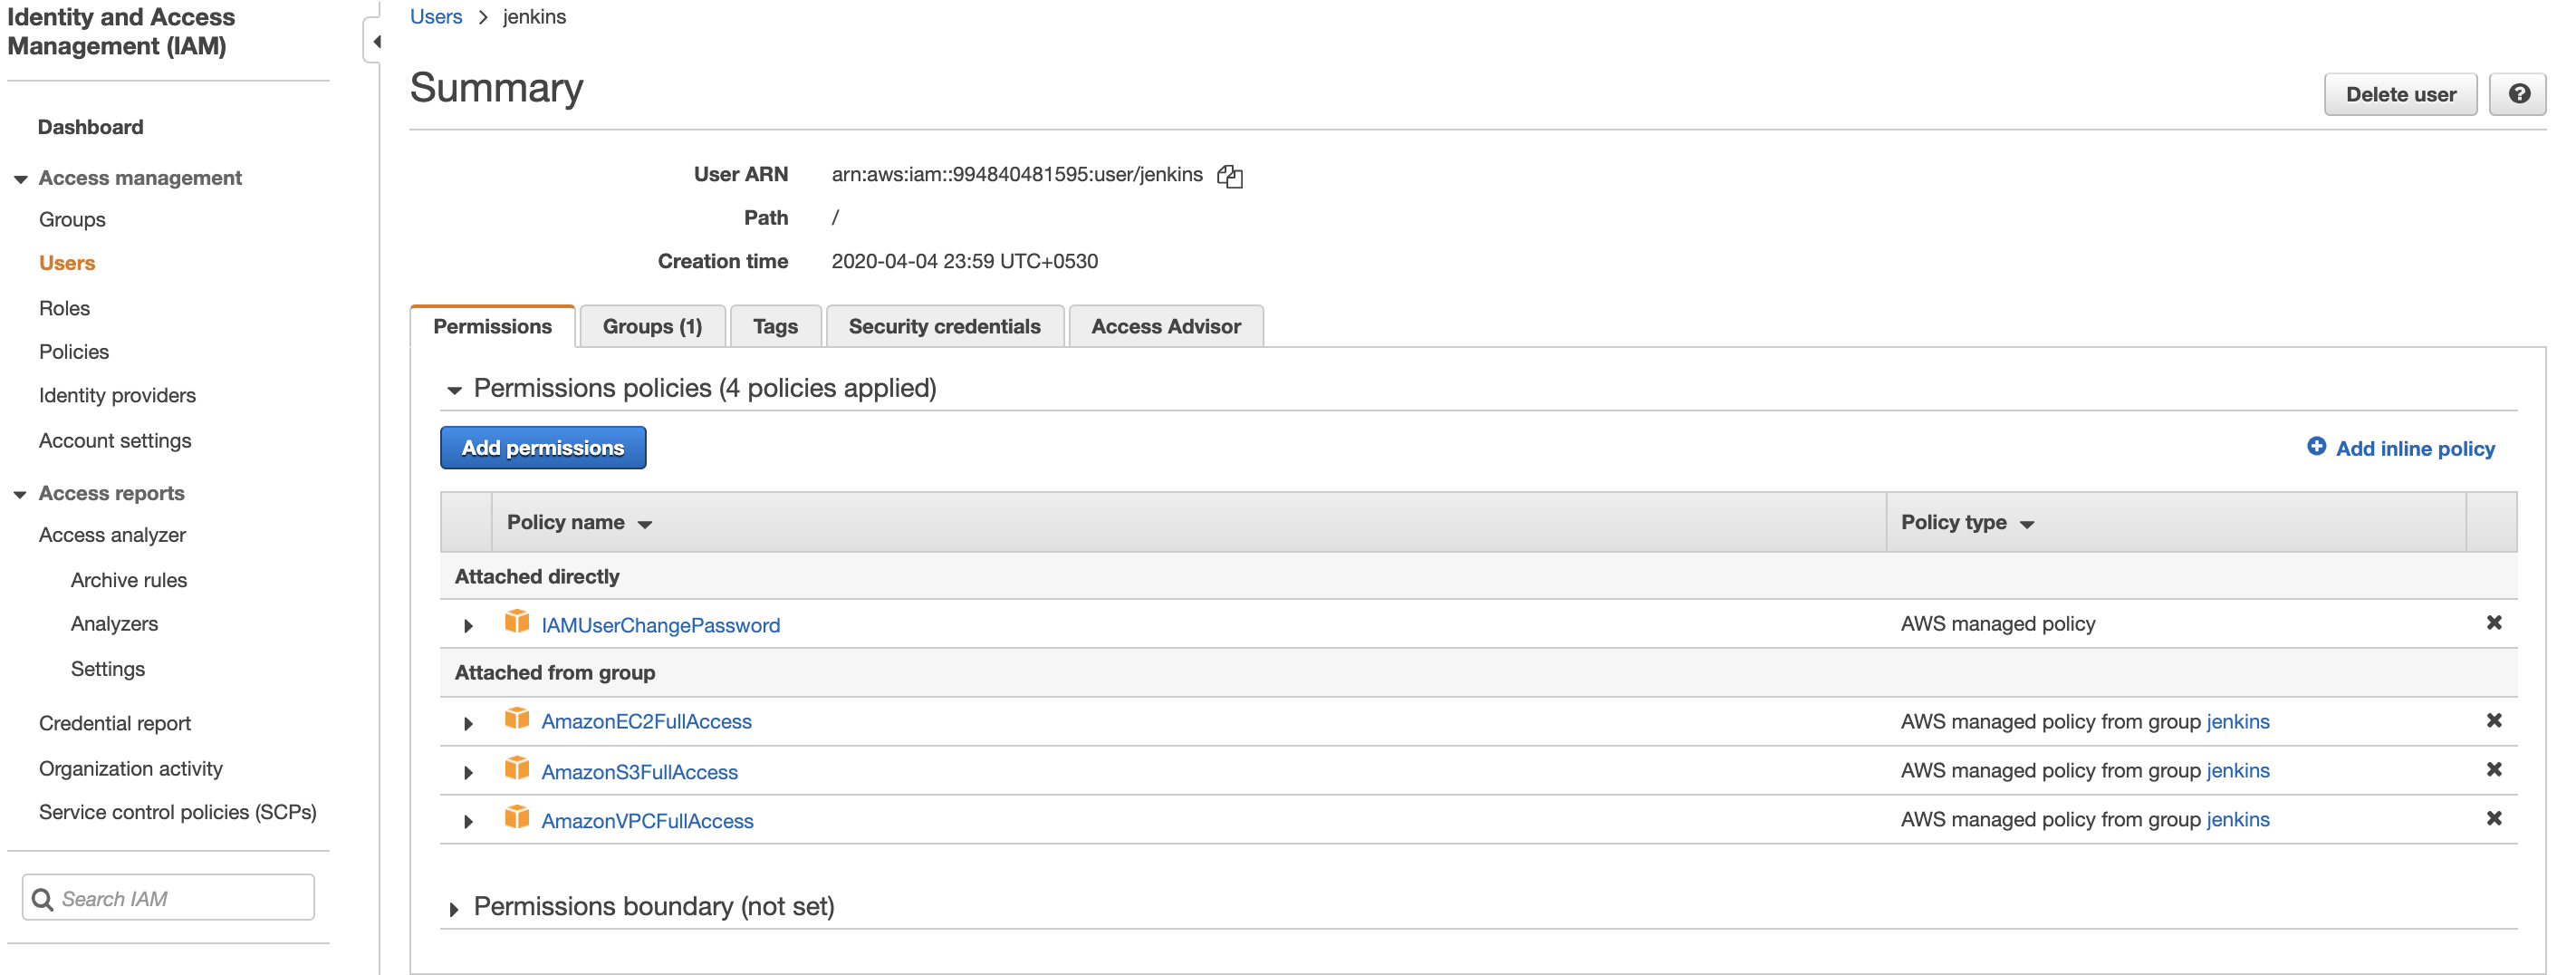 Identity and Access
Management (IAM)
Dashboard
Access management
Groups
Users
Roles
Policies
Identity providers
Account settings
Access reports
Access analyzer
Archive rules
Analyzers
Settings
Credential report
Organization activity
Service control policies (SCPs)
Search IAM
Users > jenkins
Summary
Delete user
?
User ARN arn:aws:iam::994840481595:user/jenkins
Path /
Creation time 2020-04-04 23:59 UTC+0530
Permissions Groups (1) Tags Security credentials Access Advisor
Permissions policies (4 policies applied)
Add permissions
Add inline policy
Policy name Policy type
Attached directly
IAMUserChangePassword AWS managed policy
Attached from group
AmazonEC2FullAccess AWS managed policy from group jenkins
AmazonS3FullAccess AWS managed policy from group jenkins
AmazonVPCFullAccess AWS managed policy from group jenkins
Permissions boundary (not set)